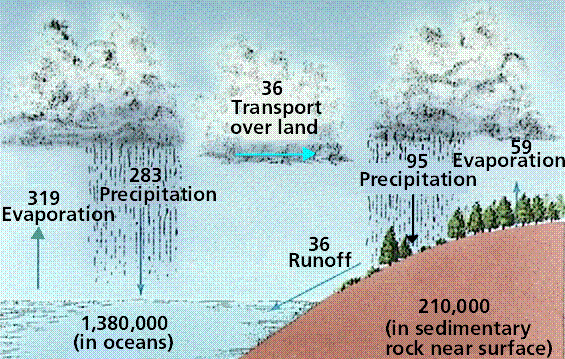 36
Transport
over land
59
Evaporation
95
Precipitation
283
Precipitation
319
Evaporation
36
Runoff
1,380,000
(in oceans)
210,000
(in sedimentary
rock near surface)